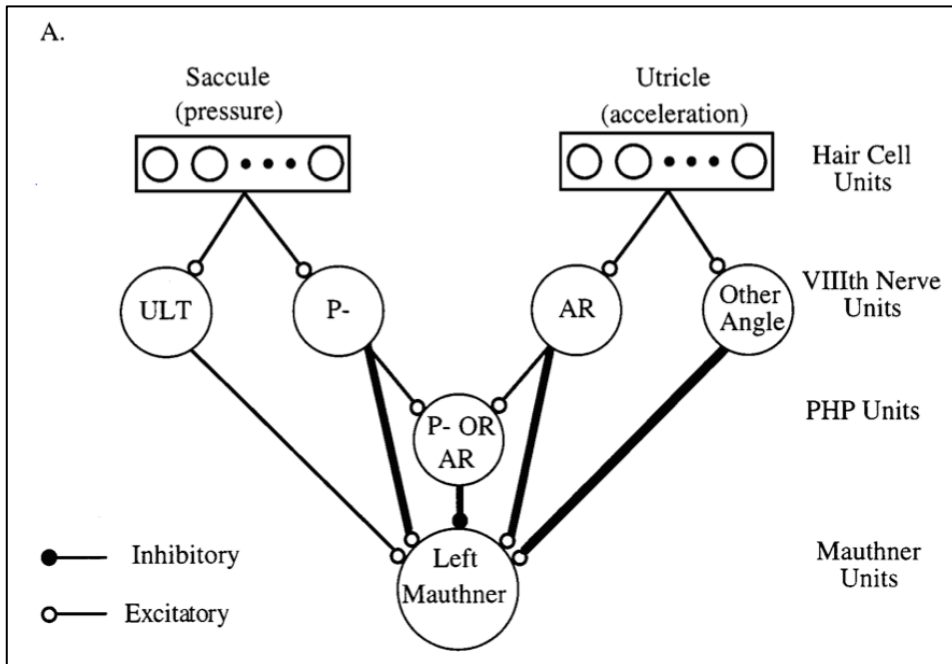 A.
Saccule
(pressure)
Utricle
(acceleration)
Hair Cell
Units
ULT
P-
AR
Other
Angle
VIIIth Nerve
Units
P- OR
AR
PHP Units
Left
Mauthner
Mauthner
Units
Inhibitory
Excitatory